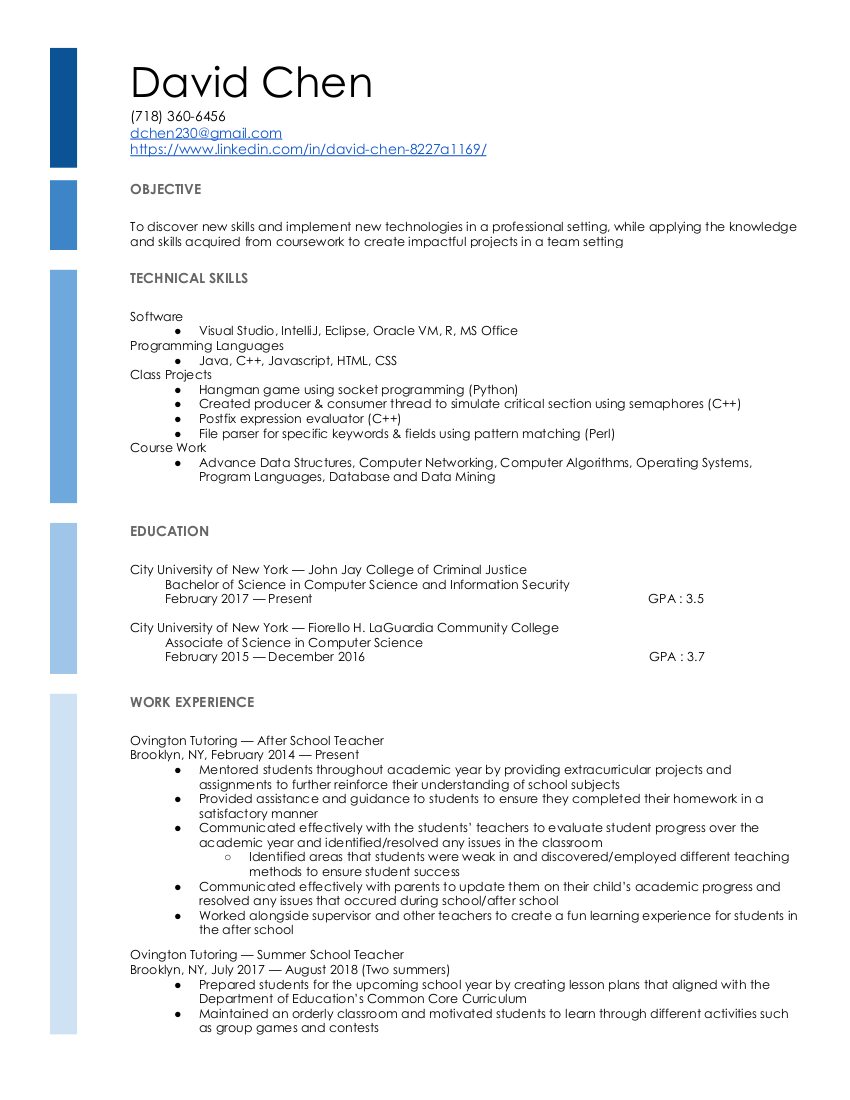 David Chen
(718) 360-6456
dchen230@gmail.com
https://www.linkedin.com/in/david-chen-8227a1169/
OBJECTIVE
To discover new skills and implement new technologies in a professional setting, while applying the knowledge
and skills acquired from coursework to create impactful projects in a team setting
TECHNICAL SKILLS
Software
● Visual Studio, IntelliJ, Eclipse, Oracle VM, R, MS Office
Programming Languages
● Java, C++, Javascript, HTML, CSS
Class Projects
● Hangman game using socket programming (Python)
● Created producer & consumer thread to simulate critical section using semaphores (C++)
● Postfix expression evaluator (C++)
● File parser for specific keywords & fields using pattern matching (Perl)
Course Work
● Advance Data Structures, Computer Networking, Computer Algorithms, Operating Systems,
Program Languages, Database and Data Mining
EDUCATION
City University of New York — John Jay College of Criminal Justice
Bachelor of Science in Computer Science and Information Security
February 2017 — Present GPA : 3.5
City University of New York — Fiorello H. LaGuardia Community College
Associate of Science in Computer Science
February 2015 — December 2016 GPA : 3.7
WORK EXPERIENCE
Ovington Tutoring — After School Teacher
Brooklyn, NY, February 2014 — Present
● Mentored students throughout academic year by providing extracurricular projects and
assignments to further reinforce their understanding of school subjects
● Provided assistance and guidance to students to ensure they completed their homework in a
satisfactory manner
● Communicated effectively with the students' teachers to evaluate student progress over the
academic year and identified/resolved any issues in the classroom
○ Identified areas that students were weak in and discovered/employed different teaching
methods to ensure student success
● Communicated effectively with parents to update them on their child's academic progress and
resolved any issues that occured during school/after school
● Worked alongside supervisor and other teachers to create a fun learning experience for students in
the after school
Ovington Tutoring — Summer School Teacher
Brooklyn, NY, July 2017 — August 2018 (Two summers)
● Prepared students for the upcoming school year by creating lesson plans that aligned with the
Department of Education's Common Core Curriculum
● Maintained an orderly classroom and motivated students to learn through different activities such
as group games and contests